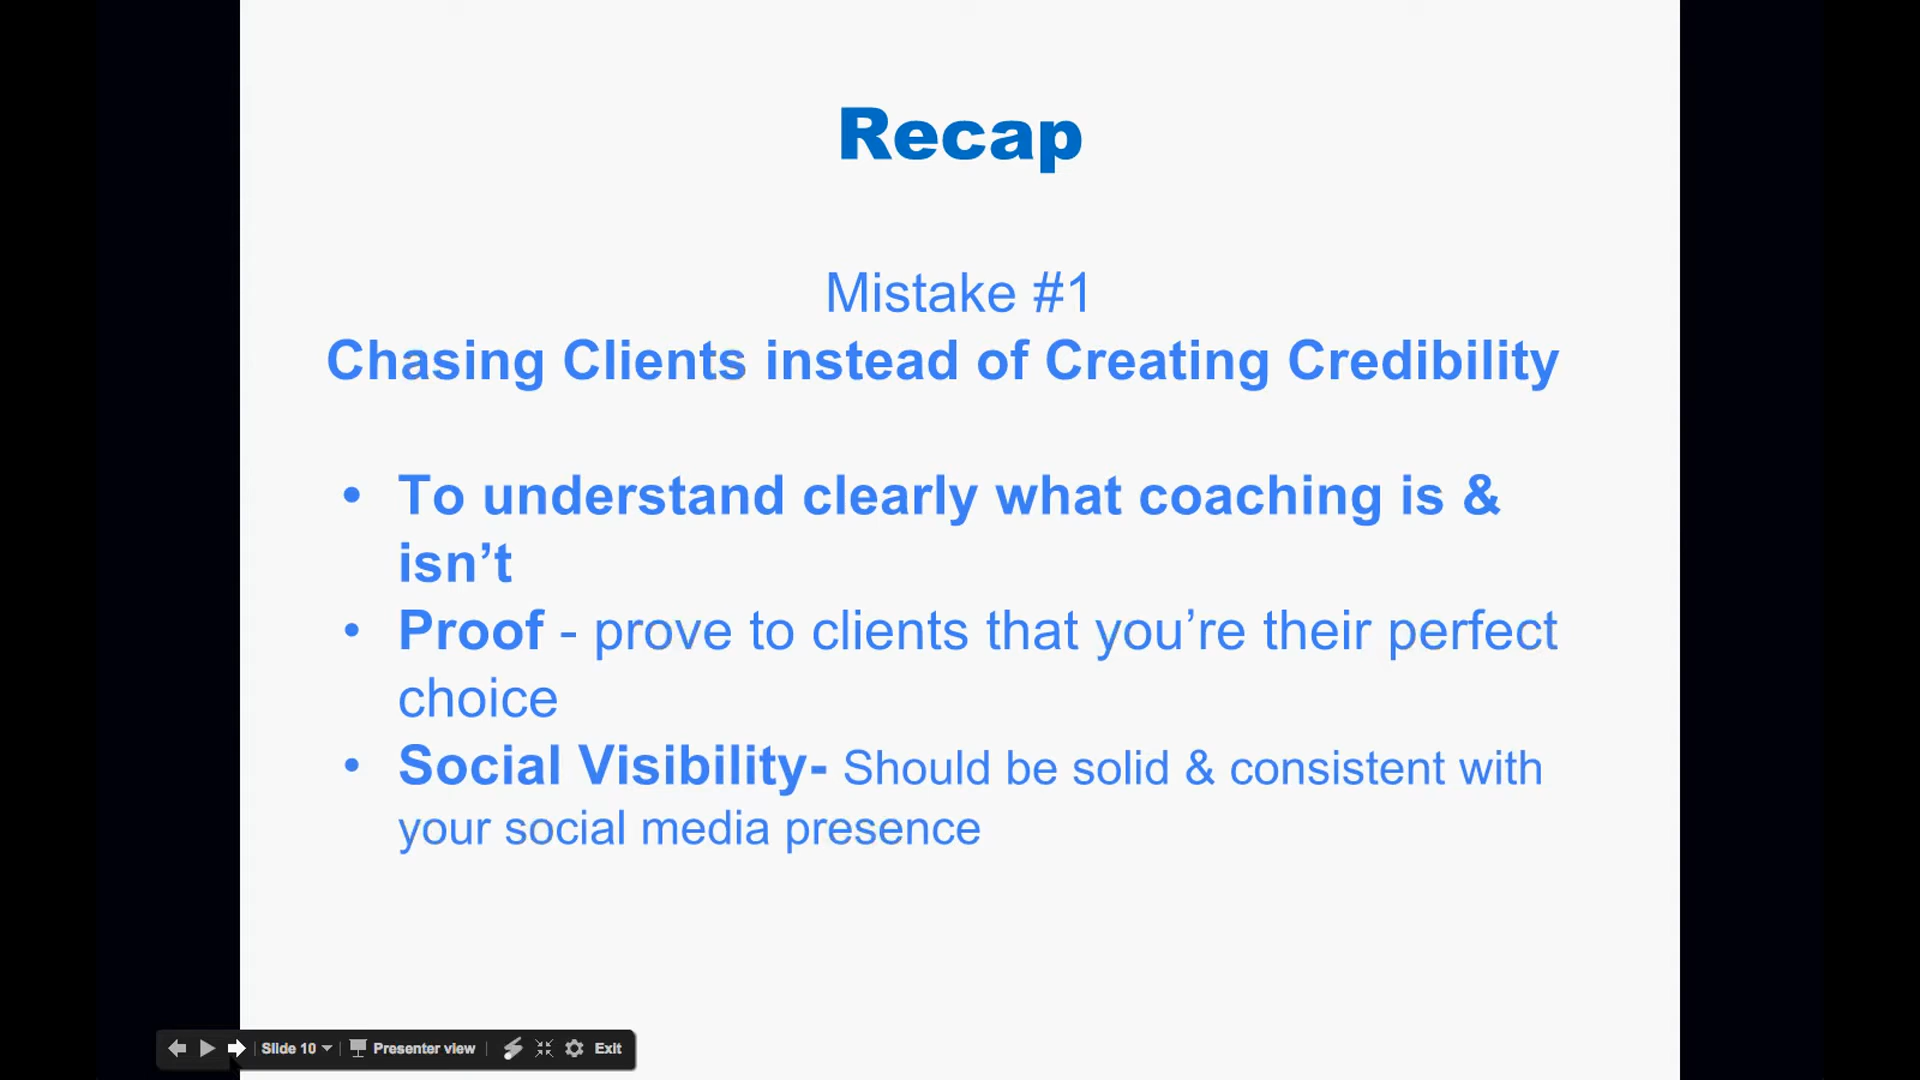 Recap
Mistake #1
Chasing Clients instead of Creating Credibility
• To understand clearly what coaching is &
isn’t
• Proof - prove to clients that you’re their perfect
choice
• Social Visibility- Should be solid & consistent with
your social media presence
Slide 10 Presenter view Exit